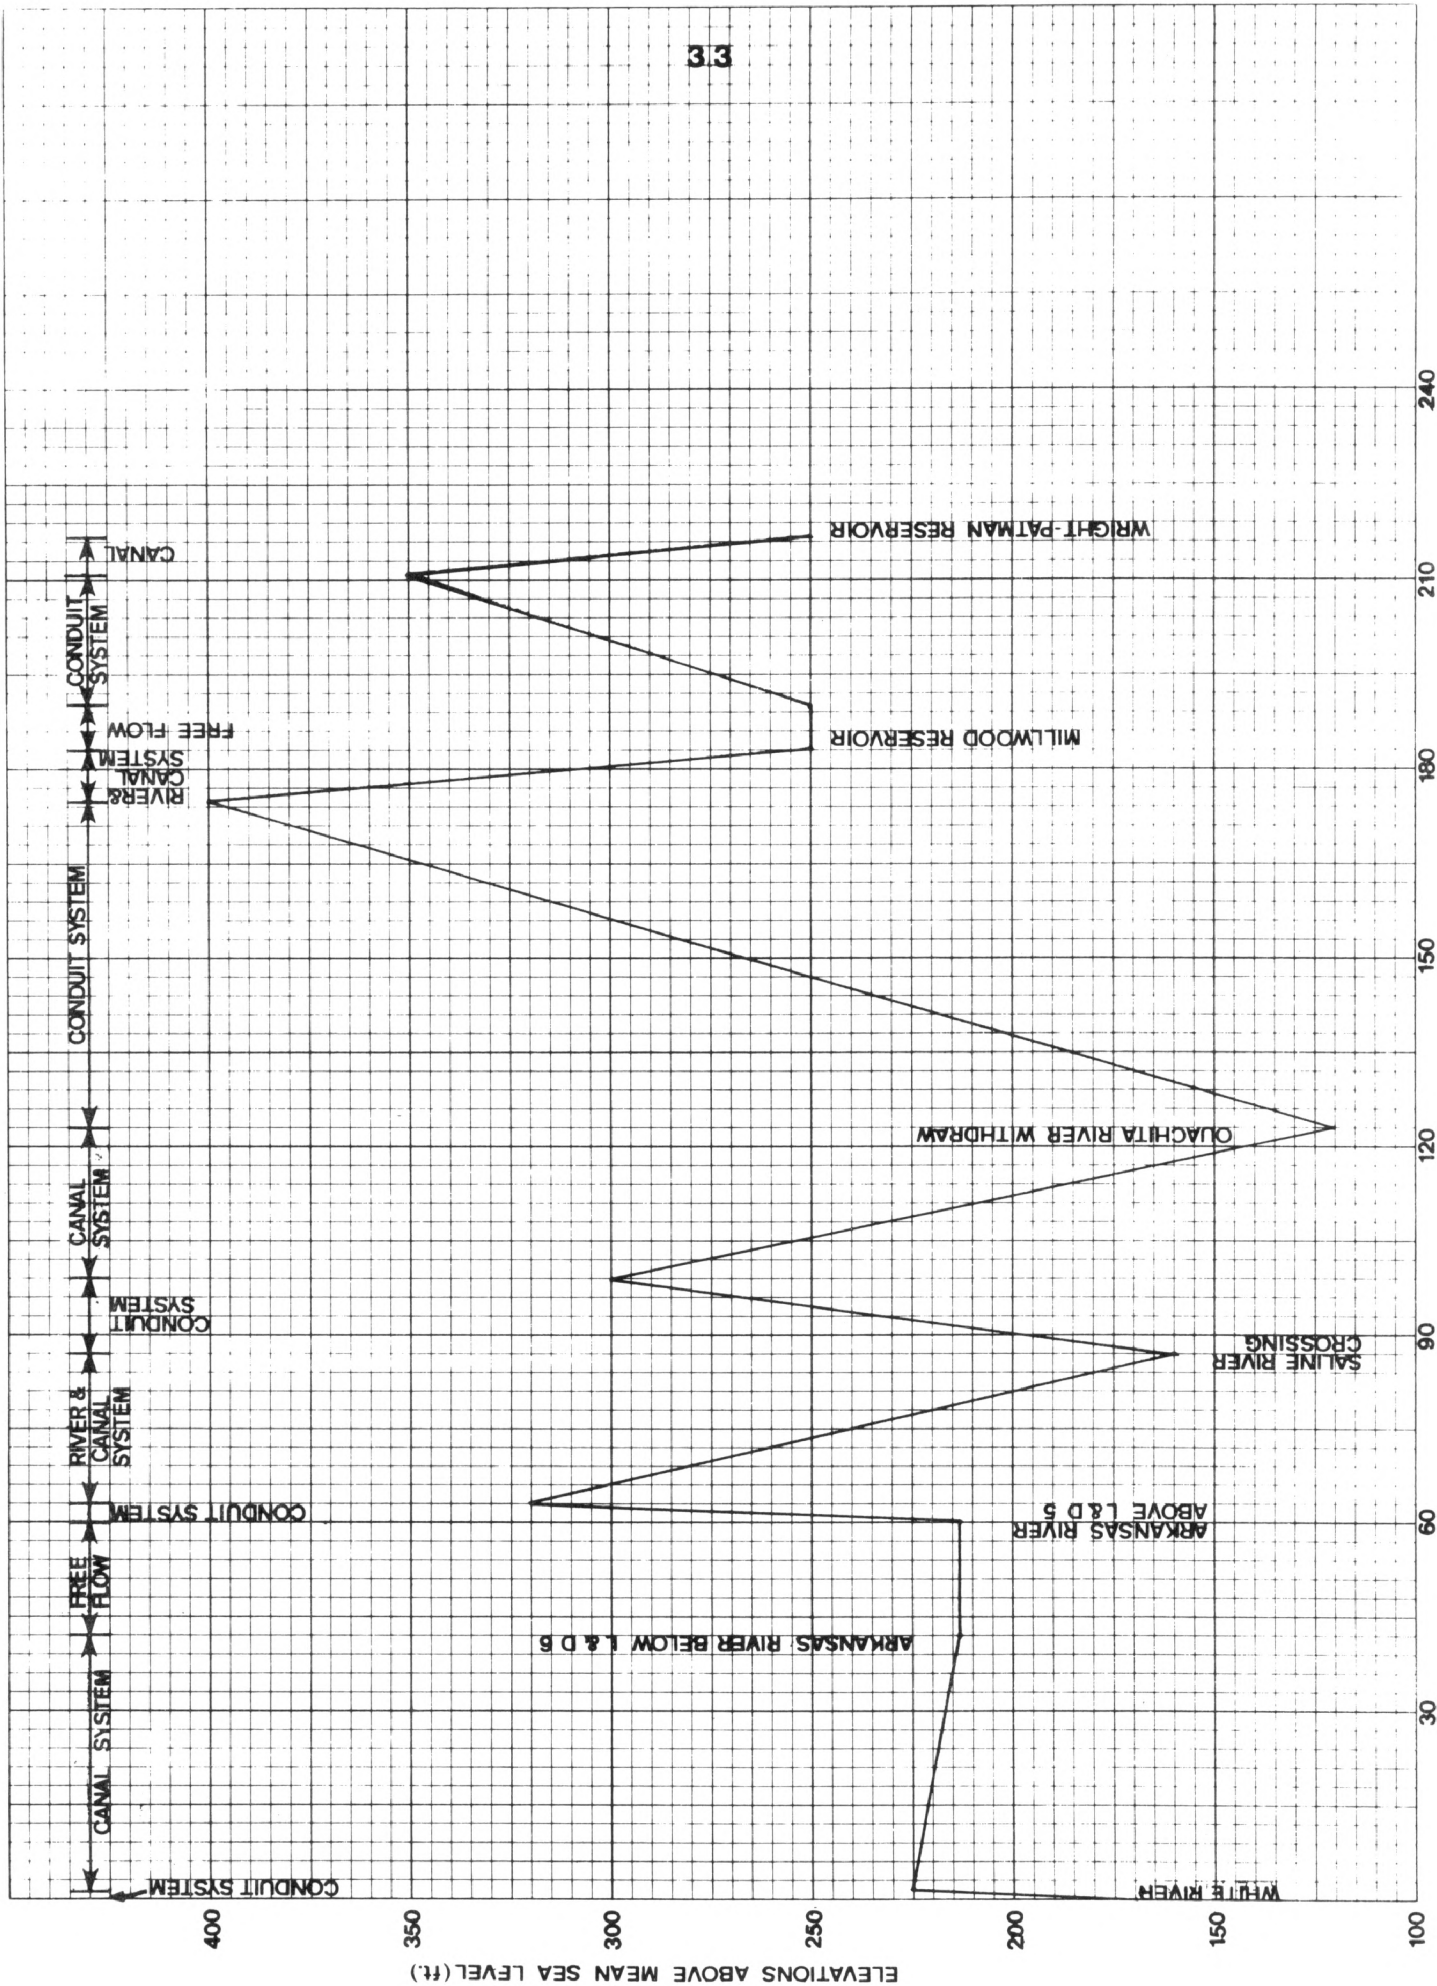 33
CONDUIT SYSTEM
CANAL SYSTEM
FREE
FLOW
CONDUIT SYSTEM
RIVER &
CANAL
SYSTEM
CONDUIT
SYSTEM
CANAL
SYSTEM
CONDUIT SYSTEM
RIVER&
CANAL
SYSTEM
FREE FLOW
CONDUIT
SYSTEM
CANAL
WHITE RIVER
ARKANSAS RIVER BELOW L & D 6
ARKANSAS RIVER
ABOVE L & D 5
SALINE RIVER
CROSSING
OUACHITA RIVER WITHDRAW
MILLWOOD RESERVOIR
WRIGHT-PATMAN RESERVOIR
ELEVATIONS ABOVE MEAN SEA LEVEL (ft.)
400
350
300
250
200
150
100
30
60
90
120
150
180
210
240